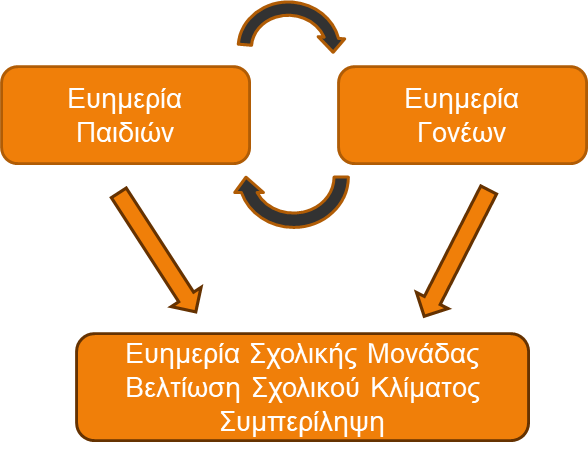 Ευημερία
Παιδιών
Ευημερία
Γονέων
Ευημερία Σχολικής Μονάδας
Βελτίωση Σχολικού Κλίματος
Συμπερίληψη